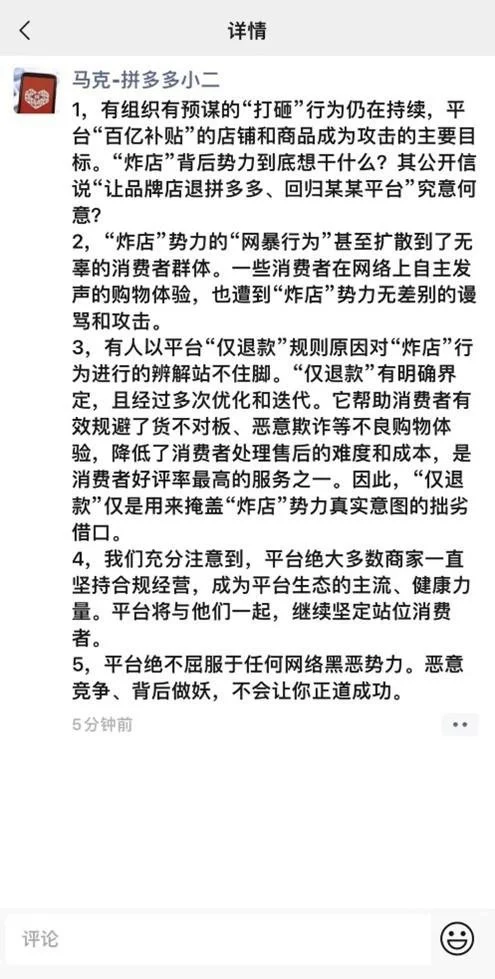 详情
马克-拼多多小二
1，有组织有预谋的“打砸”行为仍在持续，平
台“百亿补贴”的店铺和商品成为攻击的主要目
标。“炸店”背后势力到底想干什么？其公开信
说“让品牌店退拼多多、回归某某平台”究意何
意？
2，“炸店”势力的“网暴行为”甚至扩散到了无
辜的消费者群体。一些消费者在网络上自主发
声的购物体验，也遭到“炸店”势力无差别的谩
骂和攻击。
3，有人以平台“仅退款”规则原因对“炸店”行
为进行的辨解站不住脚。“仅退款”有明确界
定，且经过多次优化和迭代。它帮助消费者有
效规避了货不对板、恶意欺诈等不良购物体
验，降低了消费者处理售后的难度和成本，是
消费者好评率最高的服务之一。因此，“仅退
款”仅是用来掩盖“炸店”势力真实意图的拙劣
借口。
4，我们充分注意到，平台绝大多数商家一直
坚持合规经营，成为平台生态的主流、健康力
量。平台将与他们一起，继续坚定站位消费
者。
5，平台绝不屈服于任何网络黑恶势力。恶意
竞争、背后做妖，不会让你正道成功。
5分钟前
评论